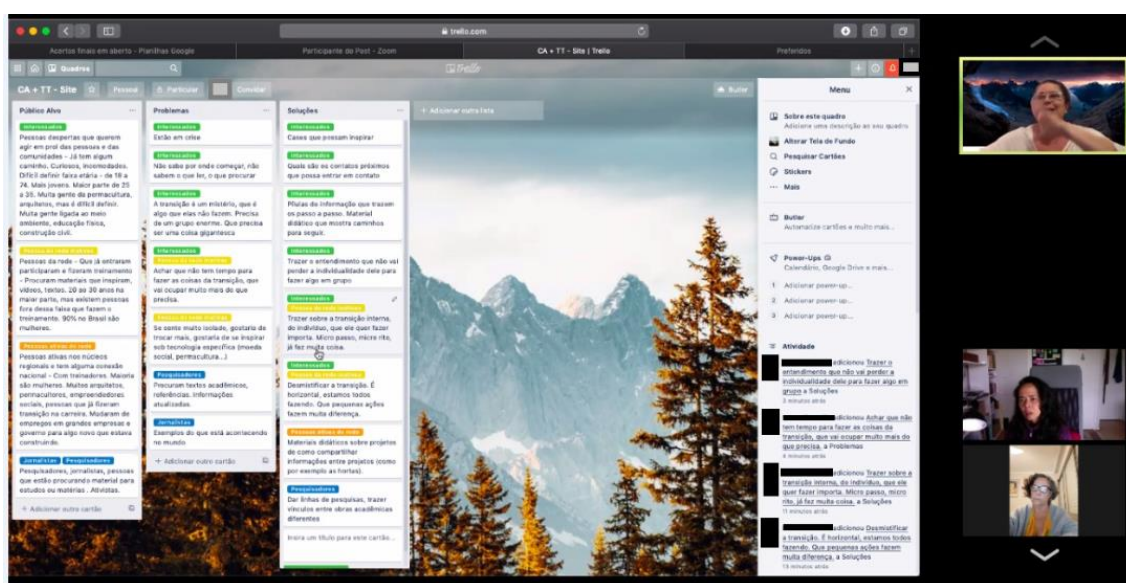 trello.com
Acertos finais em aberto - Planilhas Google
Participante do Post - Zoom
CA + TT - Site | Trello
Preferidos
Quadros
Trello
CA + TT - Site
Pessoal
Particular
Convidar
Butler
Público Alvo
Interessados
Pessoas despertas que querem
agir em prol das pessoas e das
comunidades - Já tem algum
caminho. Curiosos, incomodados.
Difícil definir faixa etária - de 18 a
74. Mais jovens. Maior parte de 25
a 35. Muita gente da permacultura,
arquitetos, mas é difícil definir.
Muita gente ligada ao meio
ambiente, educação física,
construção civil.
Pessoas da rede - Que já entraram
participaram e fizeram treinamento
- Procuram materiais que inspirem,
vídeos, textos. 20 ao 30 anos na
maior parte, mas existem pessoas
fora dessa faixa que fazem o
treinamento. 90% no Brasil são
mulheres.
Pessoas ativas da rede
Pessoas ativas nos núcleos
regionais e tem alguma conexão
nacional - Com treinadores. Maioria
são mulheres. Muitos arquitetos,
permacultores, empreendedores
sociais, pessoas que já fizeram
transição na carreira. Mudaram de
empregos em grandes empresas e
governo para algo novo que estava
construindo.
Jornalistas Pesquisadores
Pesquisadores, jornalistas, pessoas
que estão procurando material para
estudos ou matérias . Ativistas.
+ Adicionar outro cartão
Problemas
Interessados
Estão em crise
Interessados
Não sabe por onde começar, não
sabem o que ler, o que procurar
Interessados
A transição é um mistério, que é
algo que elas não fazem. Precisa
de um grupo enorme. Que precisa
ser uma coisa gigantesca
Interessados
Achar que não tem tempo para
fazer as coisas da transição, que
vai ocupar muito mais do que
precisa.
Se sente muito isolada, gostaria de
trocar mais, gostaria de se inspirar
sob tecnologia específica (moeda
social, permacultura...)
Pesquisadores
Procuram textos acadêmicos,
referências. Informações
atualizadas.
Jornalistas
Exemplos do que está acontecendo
no mundo.
+ Adicionar outro cartão
Soluções
Interessados
Cases que possam inspirar
Interessados
Quais são os contatos próximos
que possa entrar em contato
Interessados
Pílulas de informação que trazem
os passo a passo. Material
didático que mostra caminhos
para seguir.
Interessados
Trazer o entendimento que não vai
perder a individualidade dele para
fazer algo em grupo
Interessados
Trazer sobre a transição interna,
do indivíduo, que ele quer fazer
importa. Micro passo, micro rito,
já faz muita coisa.
Interessados
Desmistificar a transição. É
horizontal, estamos todos
fazendo. Que pequenas ações
fazem muita diferença.
Pessoas ativas da rede
Materiais didáticos sobre projetos
de como compartilhar
informações entre projetos (como
por exemplo as hortas).
Pesquisadores
Dar linhas de pesquisas, trazer
vínculos entre obras acadêmicas
diferentes
Insira um título para este cartão...
+ Adicionar outra lista
Menu
Sobre este quadro
Adicione uma descrição ao seu quadro
Alterar Tela de Fundo
Pesquisar Cartões
Stickers
Mais
Butler
Automatize cartões e muito mais...
Power-Ups
Calendário, Google Drive e mais...
1 Adicionar power-up...
2 Adicionar power-up...
3 Adicionar power-up...
Atividade
adicionou Trazer o
entendimento que não vai perder a
individualidade dele para fazer algo em
grupo a Soluções
3 minutos atrás
adicionou Achar que não
tem tempo para fazer as coisas da
transição, que vai ocupar muito mais do
que precisa. a Problemas
adicionou Trazer sobre a
transição interna, do indivíduo, que ele
quer fazer importa. Micro passo, micro
rito, já faz muita coisa. a Soluções
11 minutos atrás
adicionou Desmistificar
a transição. É horizontal, estamos todos
fazendo. Que pequenas ações fazem
muita diferença. a Soluções